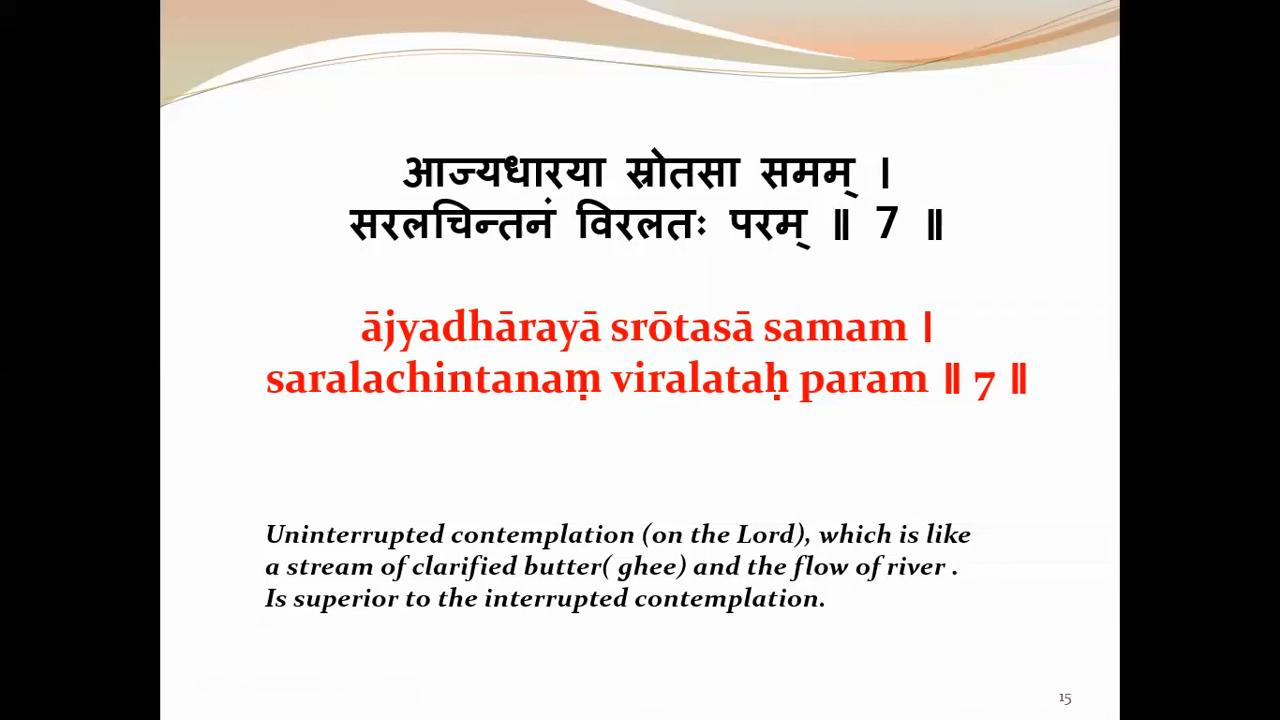 आज्यधारया स्रोतसा समम् ।
सरलचिन्तनं विरलतः परम् ॥ 7 ॥
ājyadhārayā srōtasā samam ।
saralachintanaṃ viralataḥ param ॥ 7 ॥
Uninterrupted contemplation (on the Lord), which is like
a stream of clarified butter( ghee) and the flow of river .
Is superior to the interrupted contemplation.
15